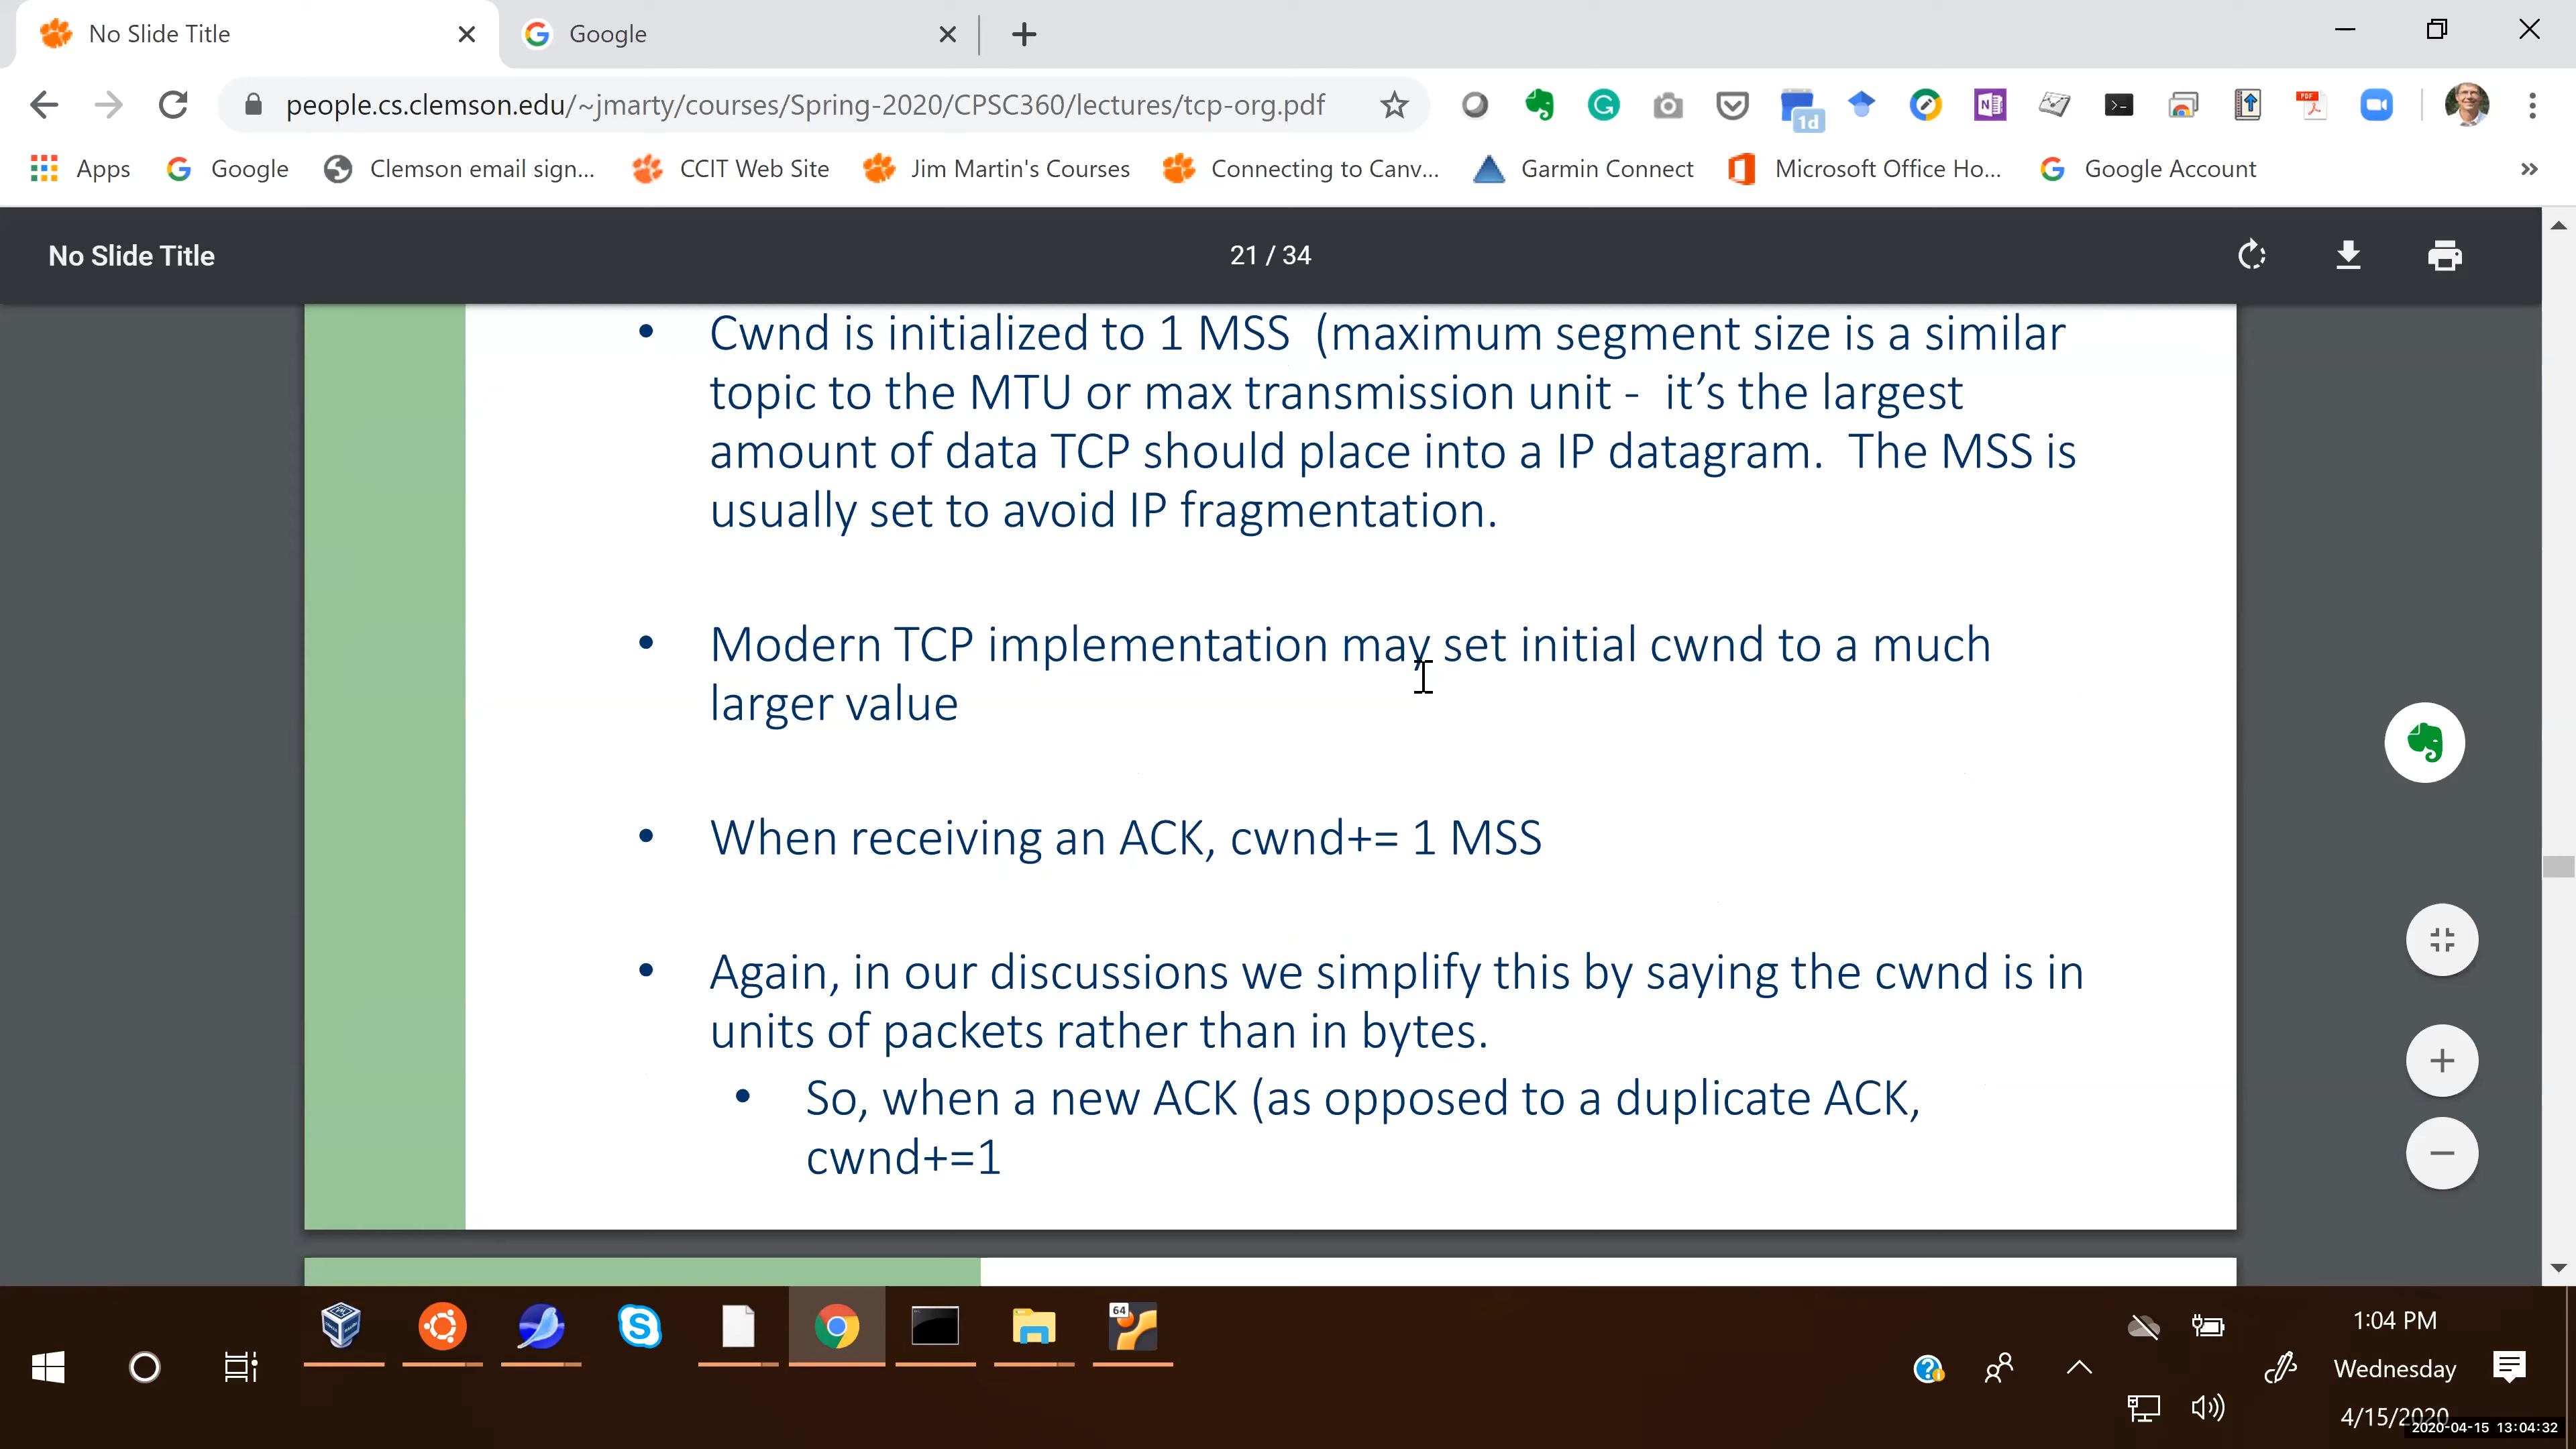 No Slide Title
Google
people.cs.clemson.edu/~jmarty/courses/Spring-2020/CPSC360/lectures/tcp-org.pdf
1d
N
PDF
Apps
Google
Clemson email sign...
CCIT Web Site
Jim Martin's Courses
Connecting to Canv...
Garmin Connect
Microsoft Office Ho...
Google Account
No Slide Title
21 / 34
• Cwnd is initialized to 1 MSS (maximum segment size is a similar
topic to the MTU or max transmission unit - it’s the largest
amount of data TCP should place into a IP datagram. The MSS is
usually set to avoid IP fragmentation.
• Modern TCP implementation may set initial cwnd to a much
larger value
• When receiving an ACK, cwnd+= 1 MSS
• Again, in our discussions we simplify this by saying the cwnd is in
units of packets rather than in bytes.
• So, when a new ACK (as opposed to a duplicate ACK,
cwnd+=1
64
1:04 PM
Wednesday
4/15/2020
2020-04-15 13:04:32